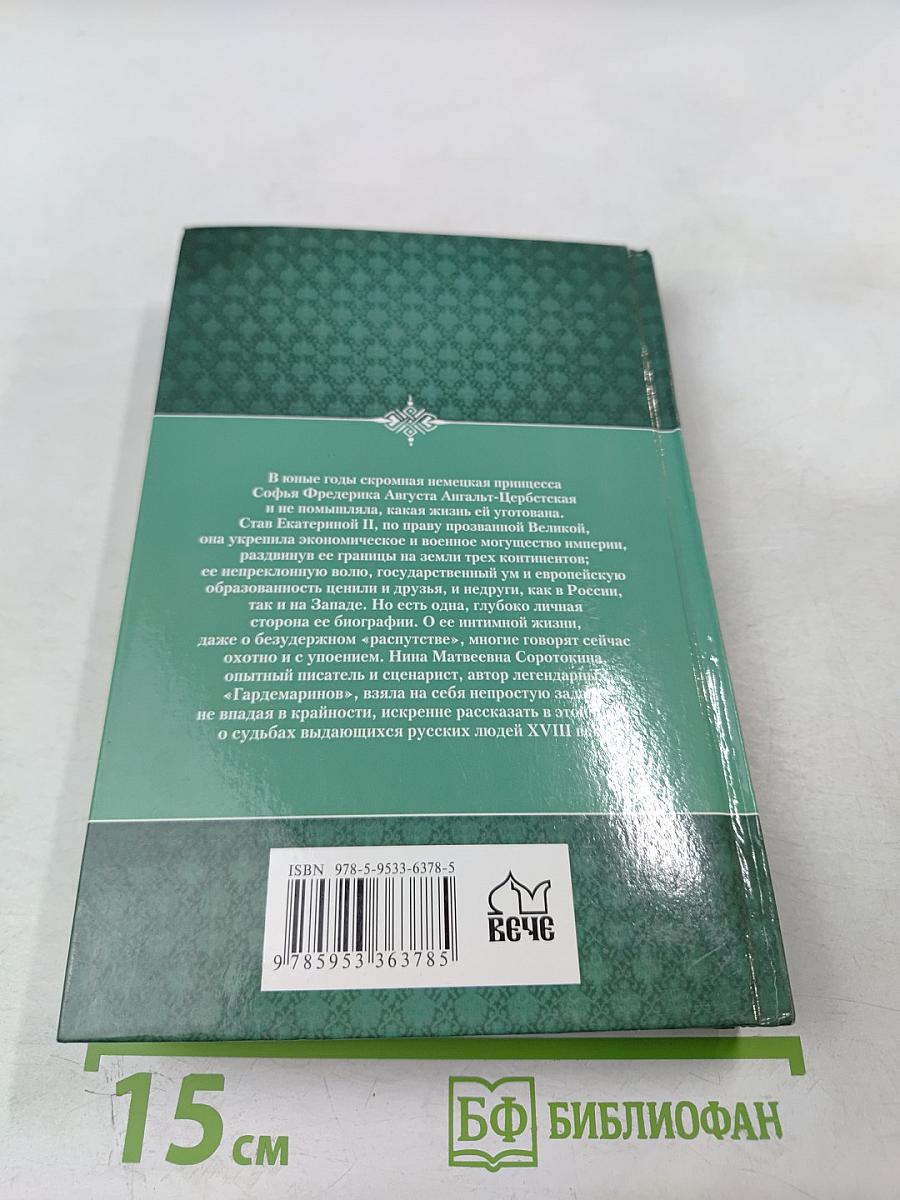 В юные годы скромная немецкая принцесса
Софья Фредерика Августа Ангальт-Цербстская
и не помышляла, какая жизнь ей уготована.
Став Екатериной II, по праву прозванной Великой,
она укрепила экономическое и военное могущество империи,
раздвинув ее границы на земли трех континентов;
ее непреклонную волю, государственный ум и европейскую
образованность ценили и друзья, и недруги, как в России,
так и на Западе. Но есть одна, глубоко личная
сторона ее биографии. О ее интимной жизни,
даже о безудержном «распутстве», многие говорят сейчас
охотно и с упоением. Нина Матвеевна Соротокина,
опытный писатель и сценарист, автор
«Гардемаринов», взяла на себя непростую
не впадая в крайности, искренне рассказать в
о судьбах выдающихся русских людей XVIII
ISBN 978-5-9533-6378-5
9 785953 363785
ВЕЧЕ
15 см
БФ БИБЛИОФАН